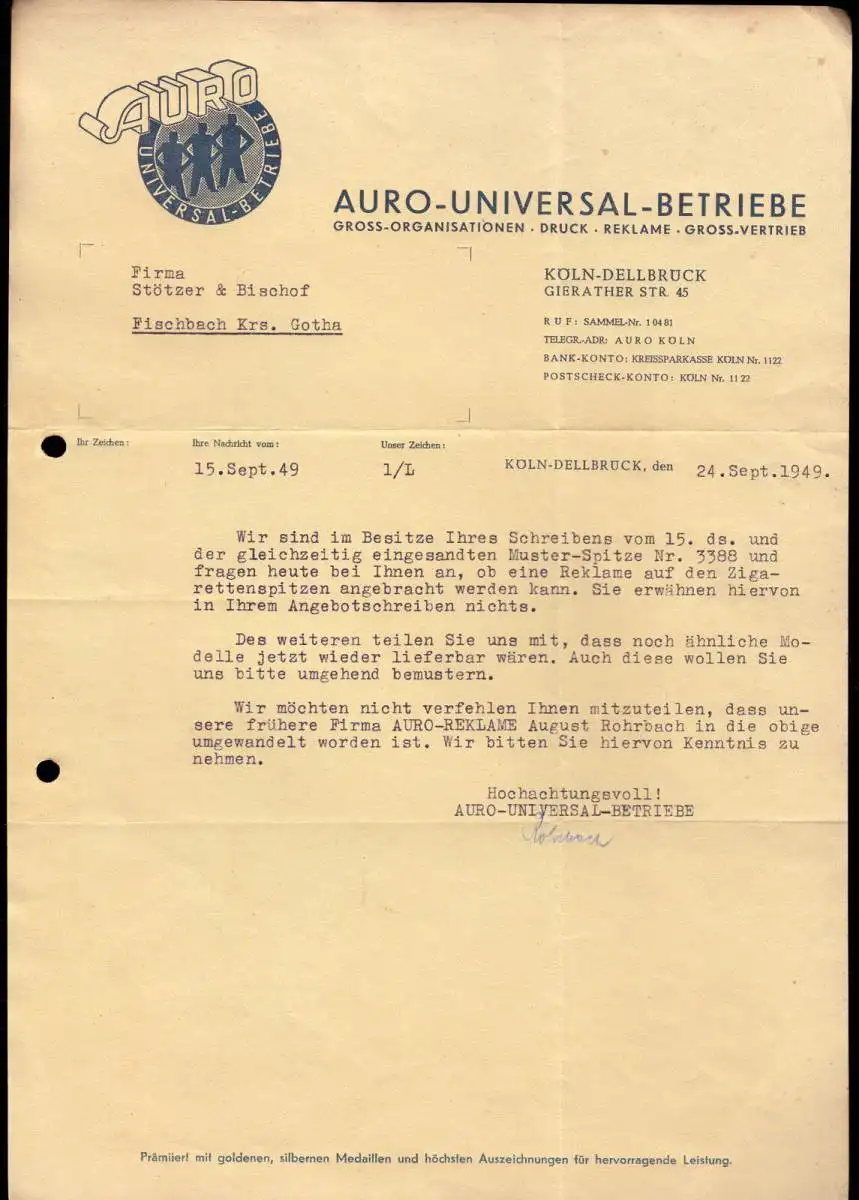 AURO
UNIVERSAL-BETRIEBE
AURO-UNIVERSAL-BETRIEBE
GROSS-ORGANISATIONEN · DRUCK · REKLAME · GROSS-VERTRIEB
Firma
Stötzer & Bischof
Fischbach Krs. Gotha
KÖLN-DELLBRÜCK
GIERATHER STR. 45
RUF: SAMMEL-Nr. 1 04 81
TELEGR.-ADR: AURO KÖLN
BANK-KONTO: KREISSPARKASSE KÖLN Nr. 1122
POSTSCHECK-KONTO: KÖLN Nr. 11 22
Ihr Zeichen: Ihre Nachricht vom: Unser Zeichen:
15.Sept.49 1/L KÖLN-DELLBRÜCK, den 24.Sept.1949.
Wir sind im Besitze Ihres Schreibens vom 15. ds. und
der gleichzeitig eingesandten Muster-Spitze Nr. 3388 und
fragen heute bei Ihnen an, ob eine Reklame auf den Ziga-
rettenspitzen angebracht werden kann. Sie erwähnen hiervon
in Ihrem Angebotschreiben nichts.
Des weiteren teilen Sie uns mit, dass noch ähnliche Mo-
delle jetzt wieder lieferbar wären. Auch diese wollen Sie
uns bitte umgehend bemustern.
Wir möchten nicht verfehlen Ihnen mitzuteilen, dass un-
sere frühere Firma AURO-REKLAME August Rohrbach in die obige
umgewandelt worden ist. Wir bitten Sie hiervon Kenntnis zu
nehmen.
Hochachtungsvoll!
AURO-UNIVERSAL-BETRIEBE
Rohrbach
Prämiiert mit goldenen, silbernen Medaillen und höchsten Auszeichnungen für hervorragende Leistung.